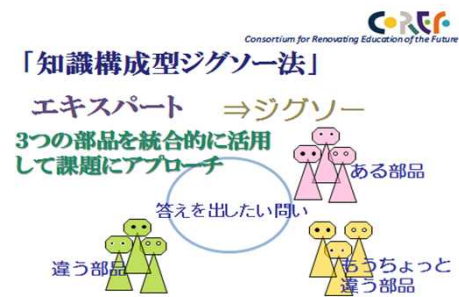 CoREF
Consortium for Renovating Education of the Future
「知識構成型ジグソー法」
エキスパート ⇒ジグソー
3つの部品を統合的に活用
して課題にアプローチ
ある部品
答えを出したい問い
違う部品
もうちょっと
違う部品